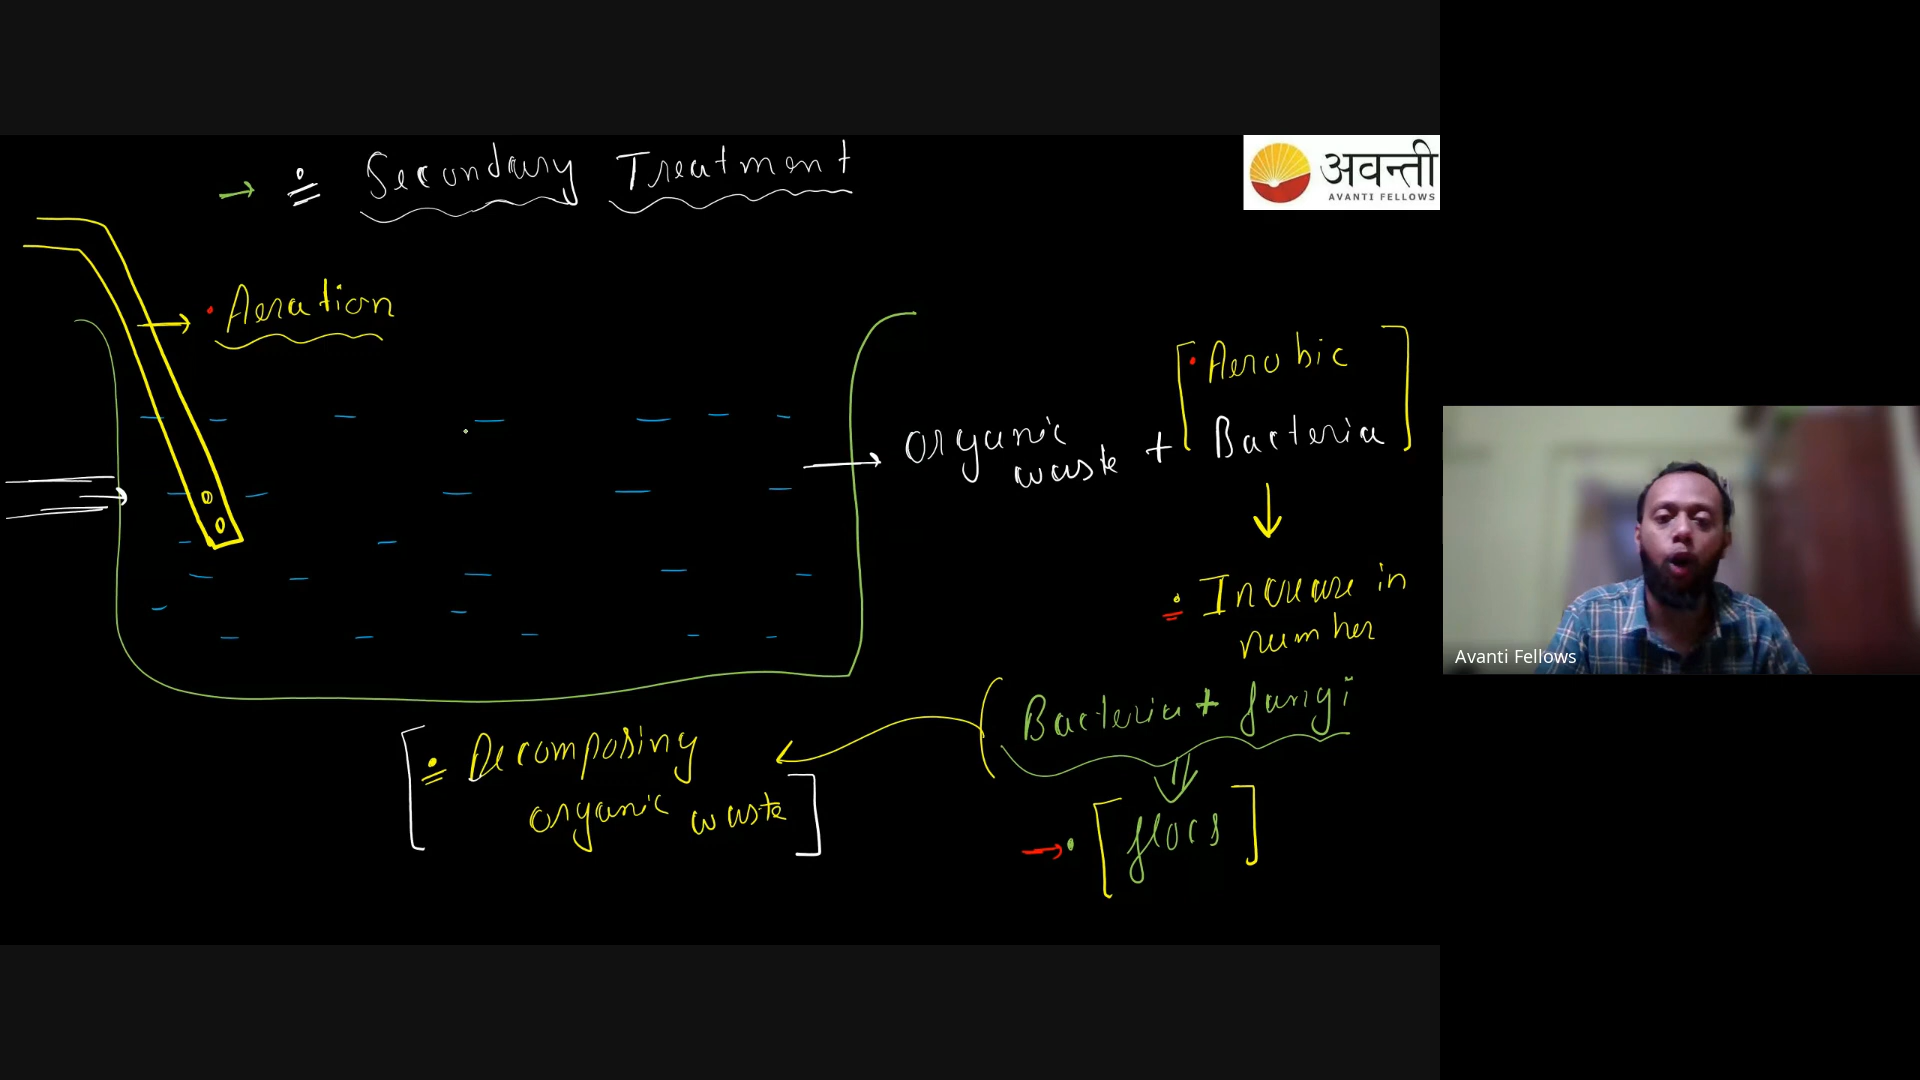 Secondary Treatment
अवन्ती
AVANTI FELLOWS
Aeration
Aerobic
organic waste + Bacteria
Increase in
number
Bacteria + fungi
Decomposing
organic waste
flocs
Avanti Fellows